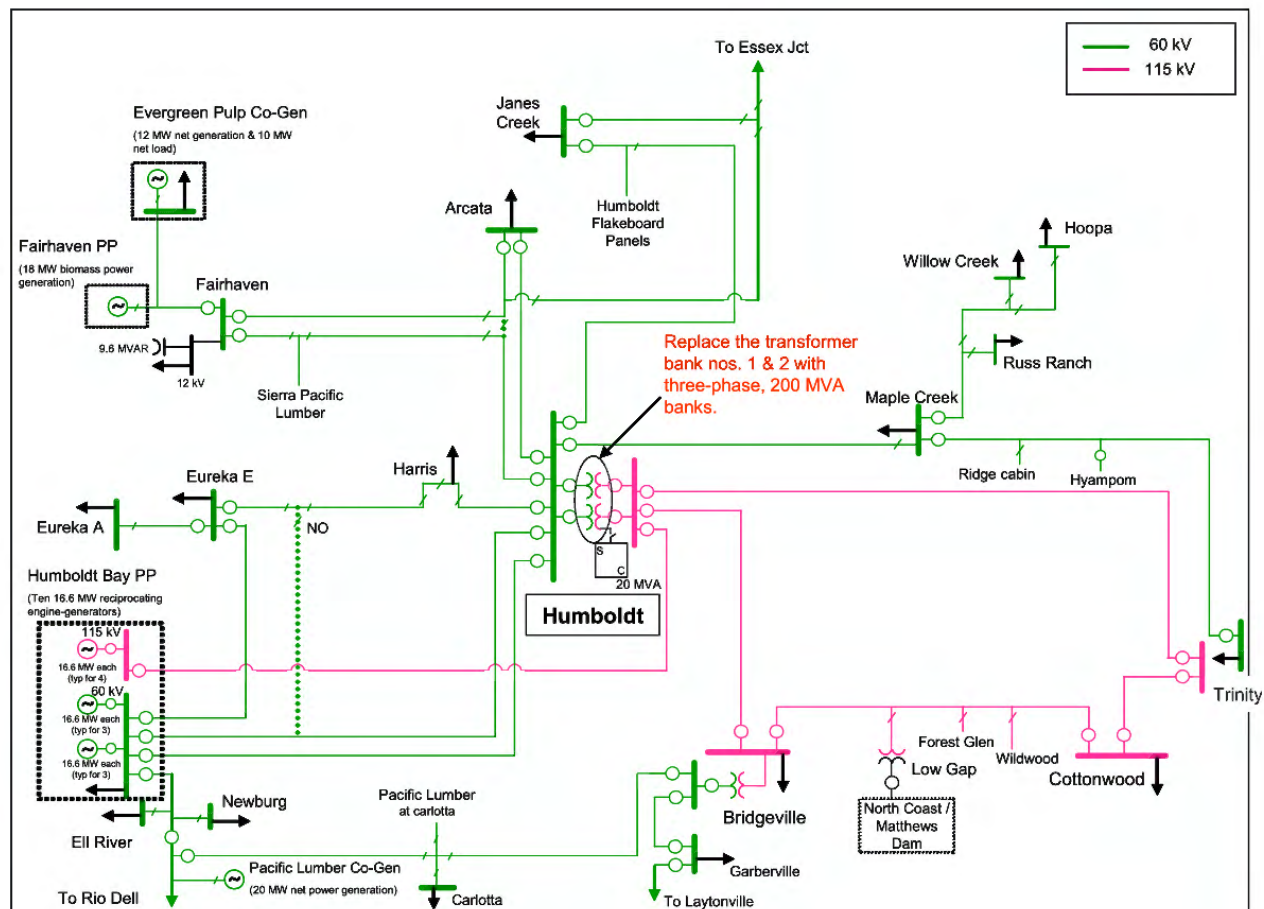 60 kV
115 kV
To Essex Jct
Evergreen Pulp Co-Gen
(12 MW net generation & 10 MW
net load)
Janes
Creek
Humboldt
Flakeboard
Panels
Arcata
Hoopa
Willow Creek
Russ Ranch
Fairhaven PP
(18 MW biomass power
generation)
Fairhaven
9.6 MVAR
12 kV
Sierra Pacific
Lumber
Replace the transformer
bank nos. 1 & 2 with
three-phase, 200 MVA
banks.
Maple Creek
Ridge cabin
Hyampom
Harris
Eureka E
Eureka A
NO
S
C
20 MVA
Humboldt
Humboldt Bay PP
(Ten 16.6 MW reciprocating
engine-generators)
115 kV
16.6 MW each
(typ for 4)
60 kV
16.6 MW each
(typ for 3)
16.6 MW each
(typ for 3)
Trinity
Forest Glen
Wildwood
Low Gap
Cottonwood
North Coast /
Matthews
Dam
Bridgeville
Newburg
Ell River
Pacific Lumber
at carlotta
Pacific Lumber Co-Gen
(20 MW net power generation)
Carlotta
Garberville
To Rio Dell
To Laytonville